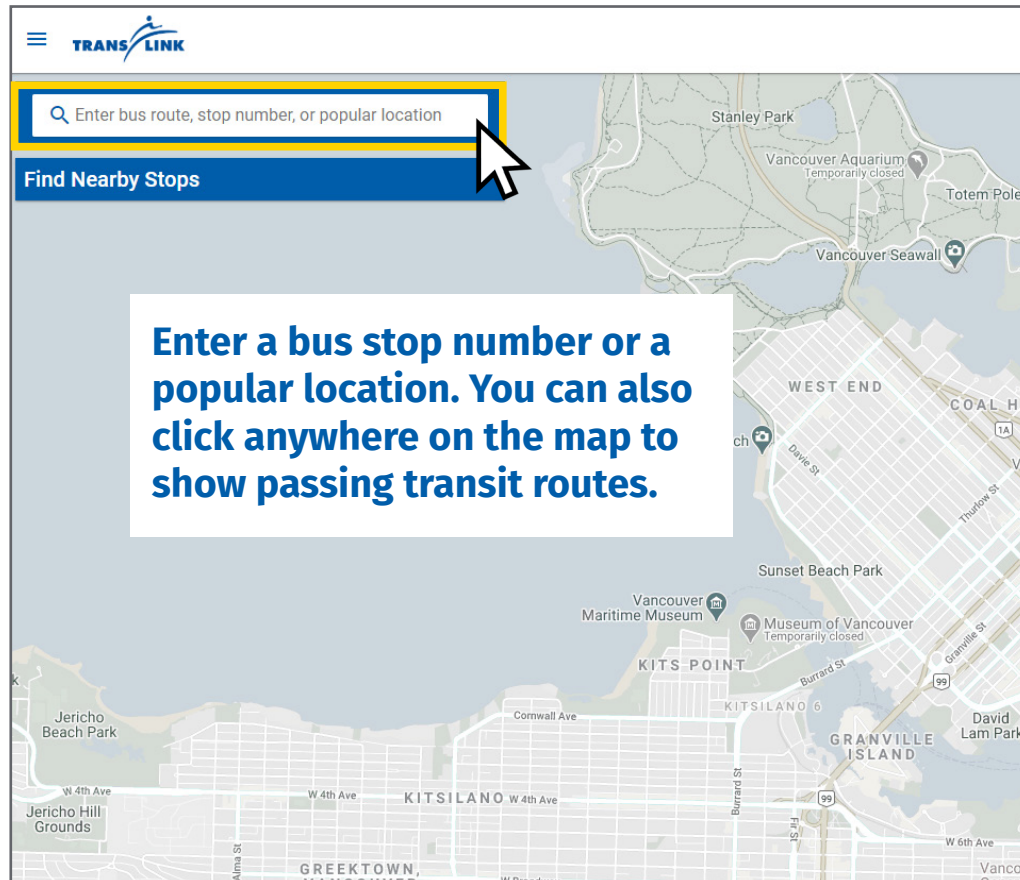 TRANS LINK
Enter bus route, stop number, or popular location
Find Nearby Stops
Enter a bus stop number or a
popular location. You can also
click anywhere on the map to
show passing transit routes.
Stanley Park
Vancouver Aquarium
Temporarily closed
Totem Pole
Vancouver Seawall
WEST END
COAL H
1A
ch
Davie St
Thurlow St
Sunset Beach Park
Vancouver
Maritime Museum
Museum of Vancouver
Temporarily closed
Granville St
KITS POINT
Burrard St
99
KITSILANO 6
Jericho
Beach Park
Cornwall Ave
David
Lam Park
GRANVILLE
ISLAND
W 4th Ave
W 4th Ave
KITSILANO
W 4th Ave
Burrard St
99
Jericho Hill
Grounds
Fir St
W 6th Ave
Alma St
GREEKTOWN,
Vanco